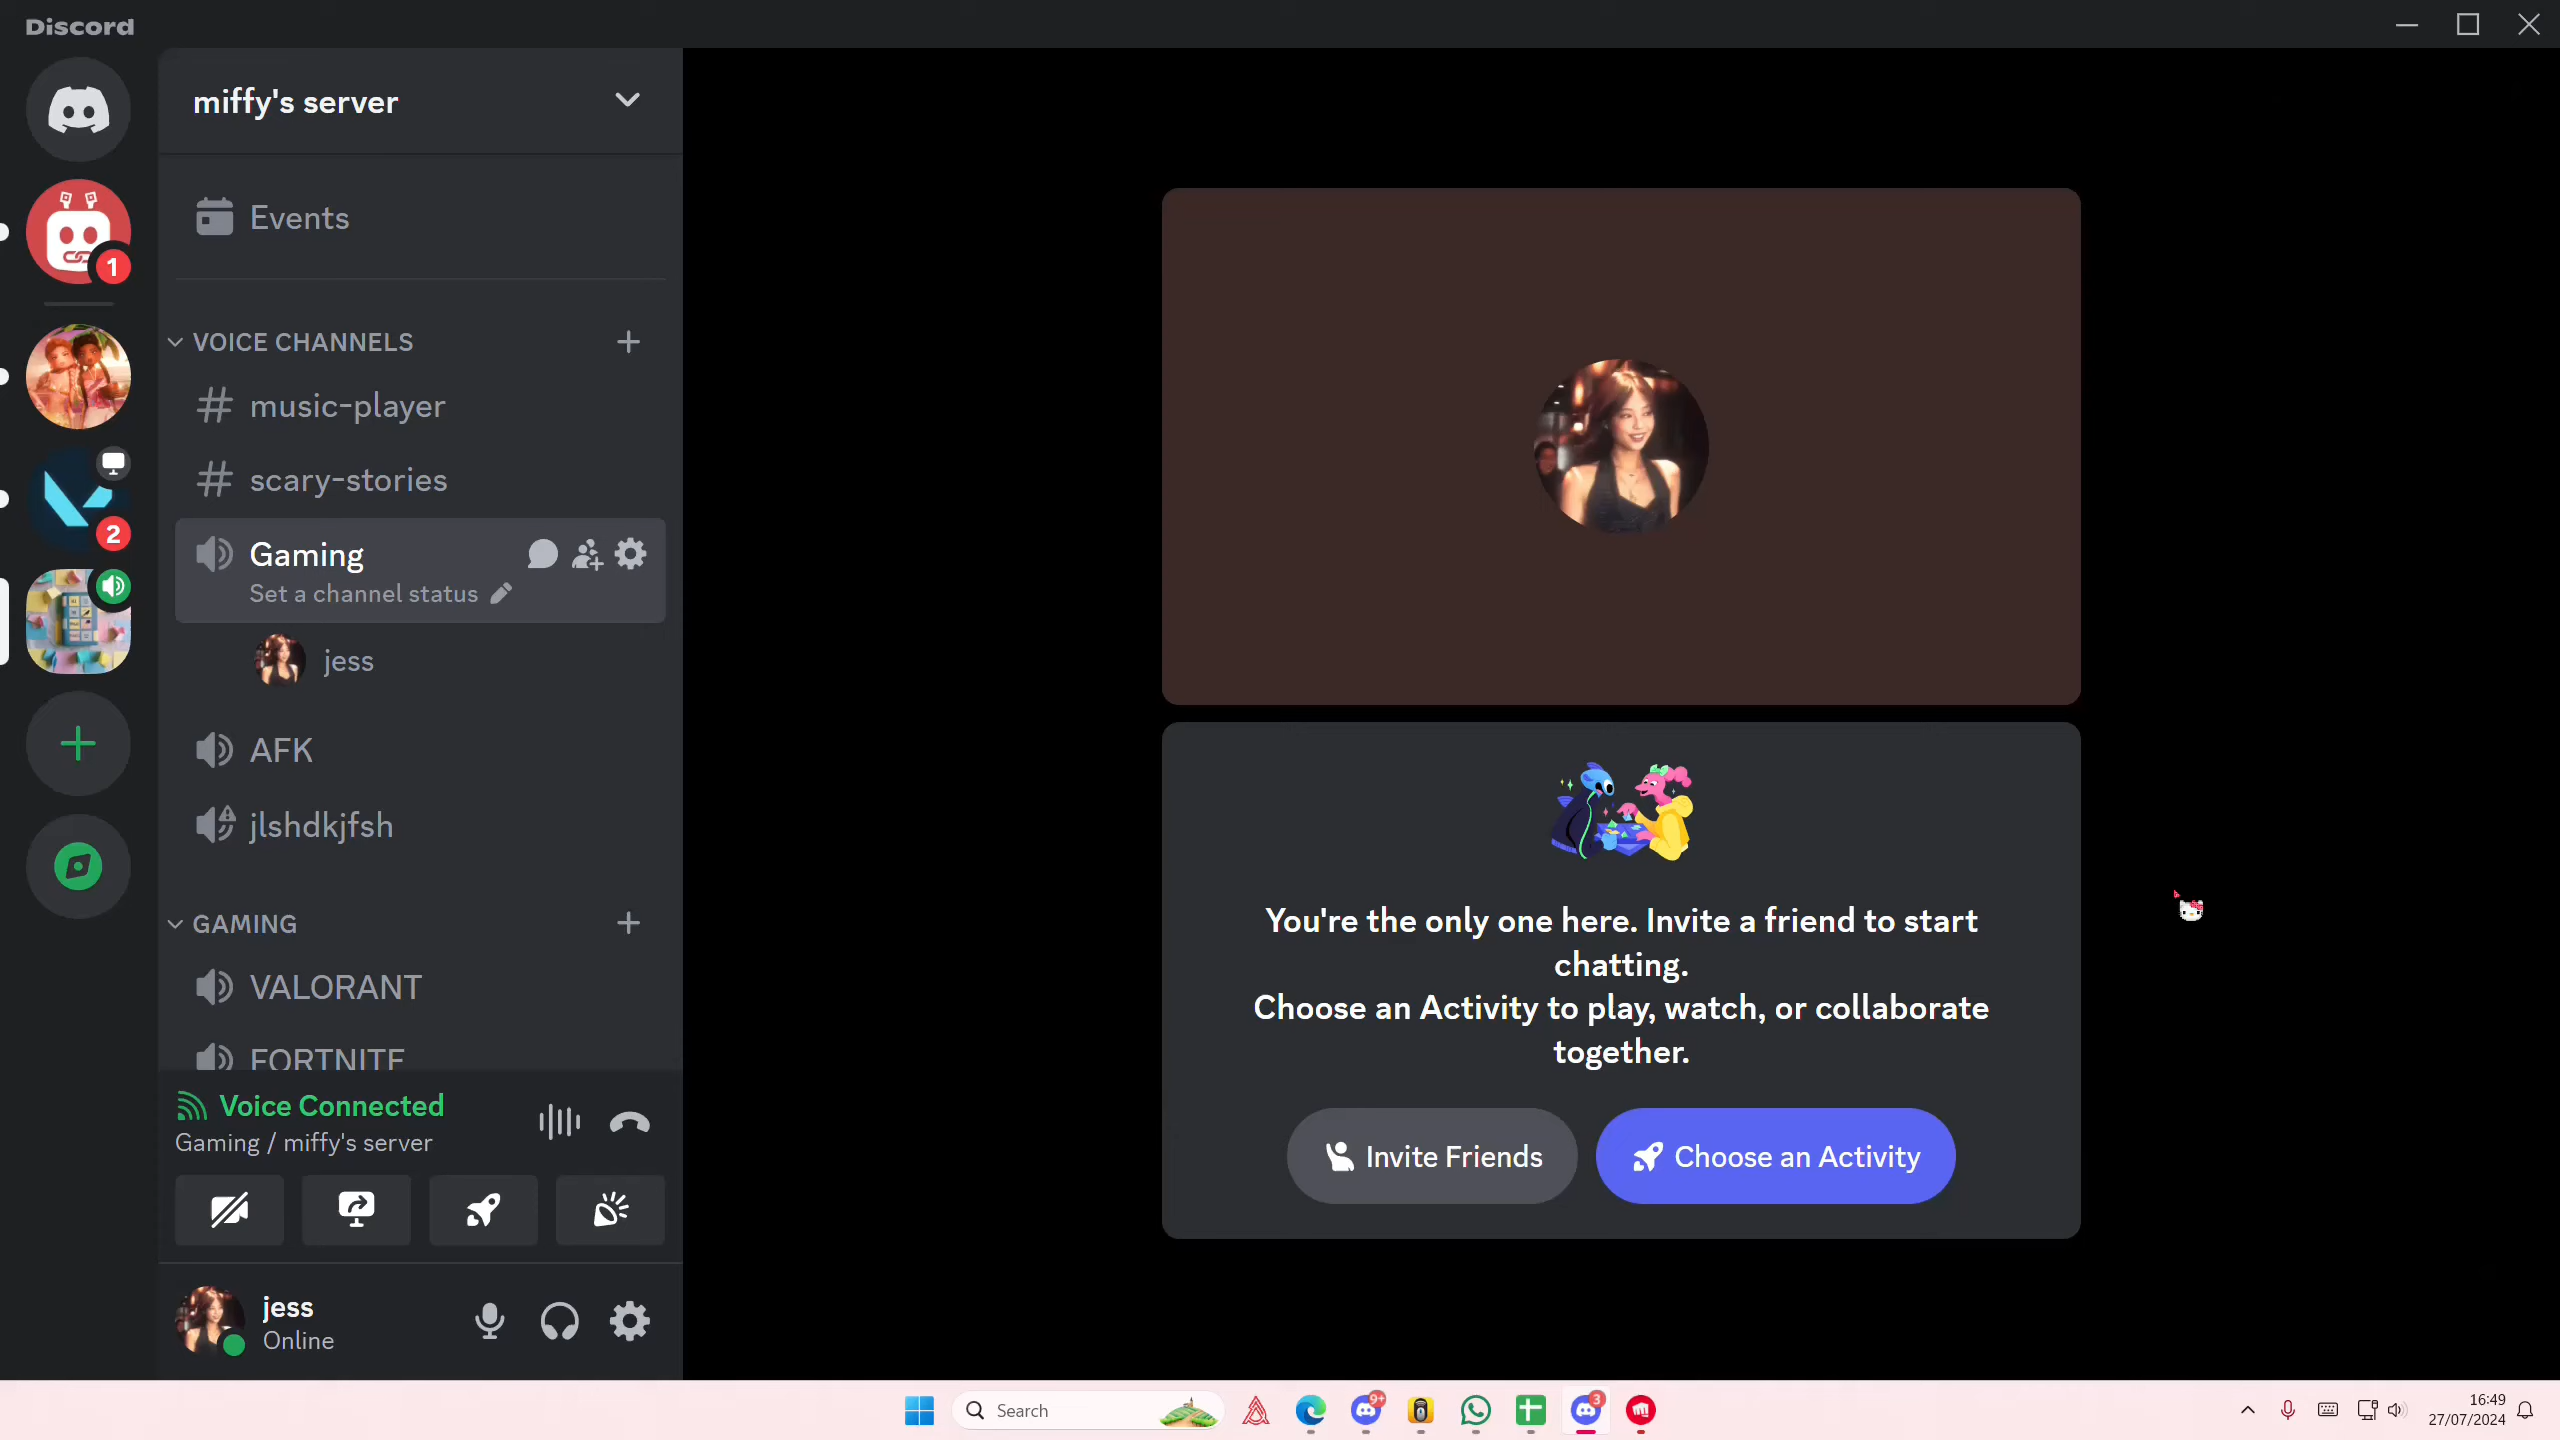 Discord
miffy's server
Events
VOICE CHANNELS
music-player
scary-stories
Gaming
Set a channel status
jess
AFK
jlshdkjfsh
GAMING
VALORANT
FORTNITE
Voice Connected
Gaming / miffy's server
jess
Online
1
2
You're the only one here. Invite a friend to start
chatting.
Choose an Activity to play, watch, or collaborate
together.
Invite Friends
Choose an Activity
Search
9+
3
16:49
27/07/2024